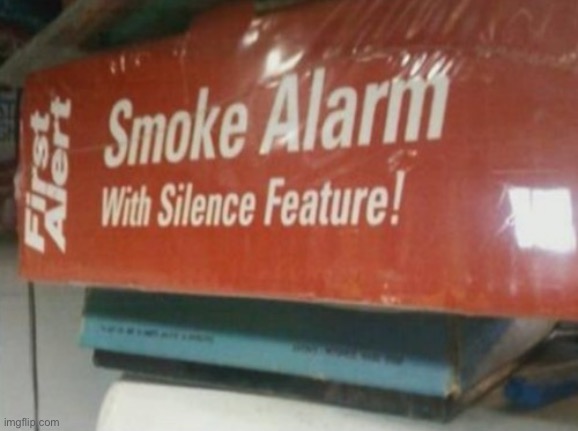 First
Alert
Smoke Alarm
With Silence Feature!
imgflip.com